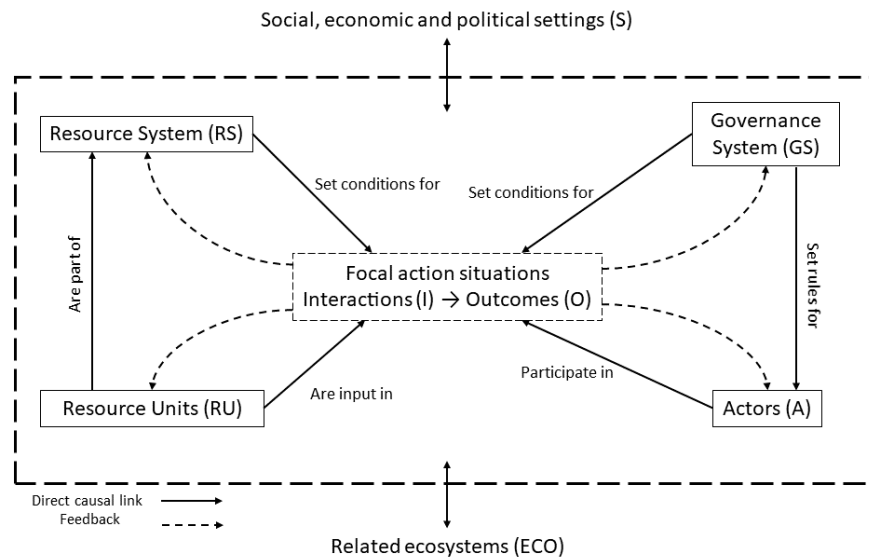 Social, economic and political settings (S)
Resource System (RS)
Governance
System (GS)
Set conditions for
Set conditions for
Are part of
Set rules for
Focal action situations
Interactions (I) → Outcomes (O)
Participate in
Are input in
Resource Units (RU)
Actors (A)
Direct causal link
Feedback
Related ecosystems (ECO)